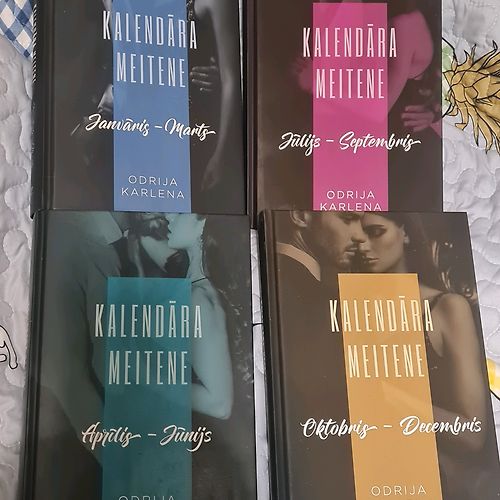 KALENDĀRA
MEITENE
Janvāris - Marts
ODRIJA
KARLENA
KALENDĀRA
MEITENE
Jūlijs - Septembris
ODRIJA
KARLENA
KALENDĀRA
MEITENE
Aprīlis - Jūnijs
ODRIJA
KALENDĀRA
MEITENE
Oktobris - Decembris
ODRIJA